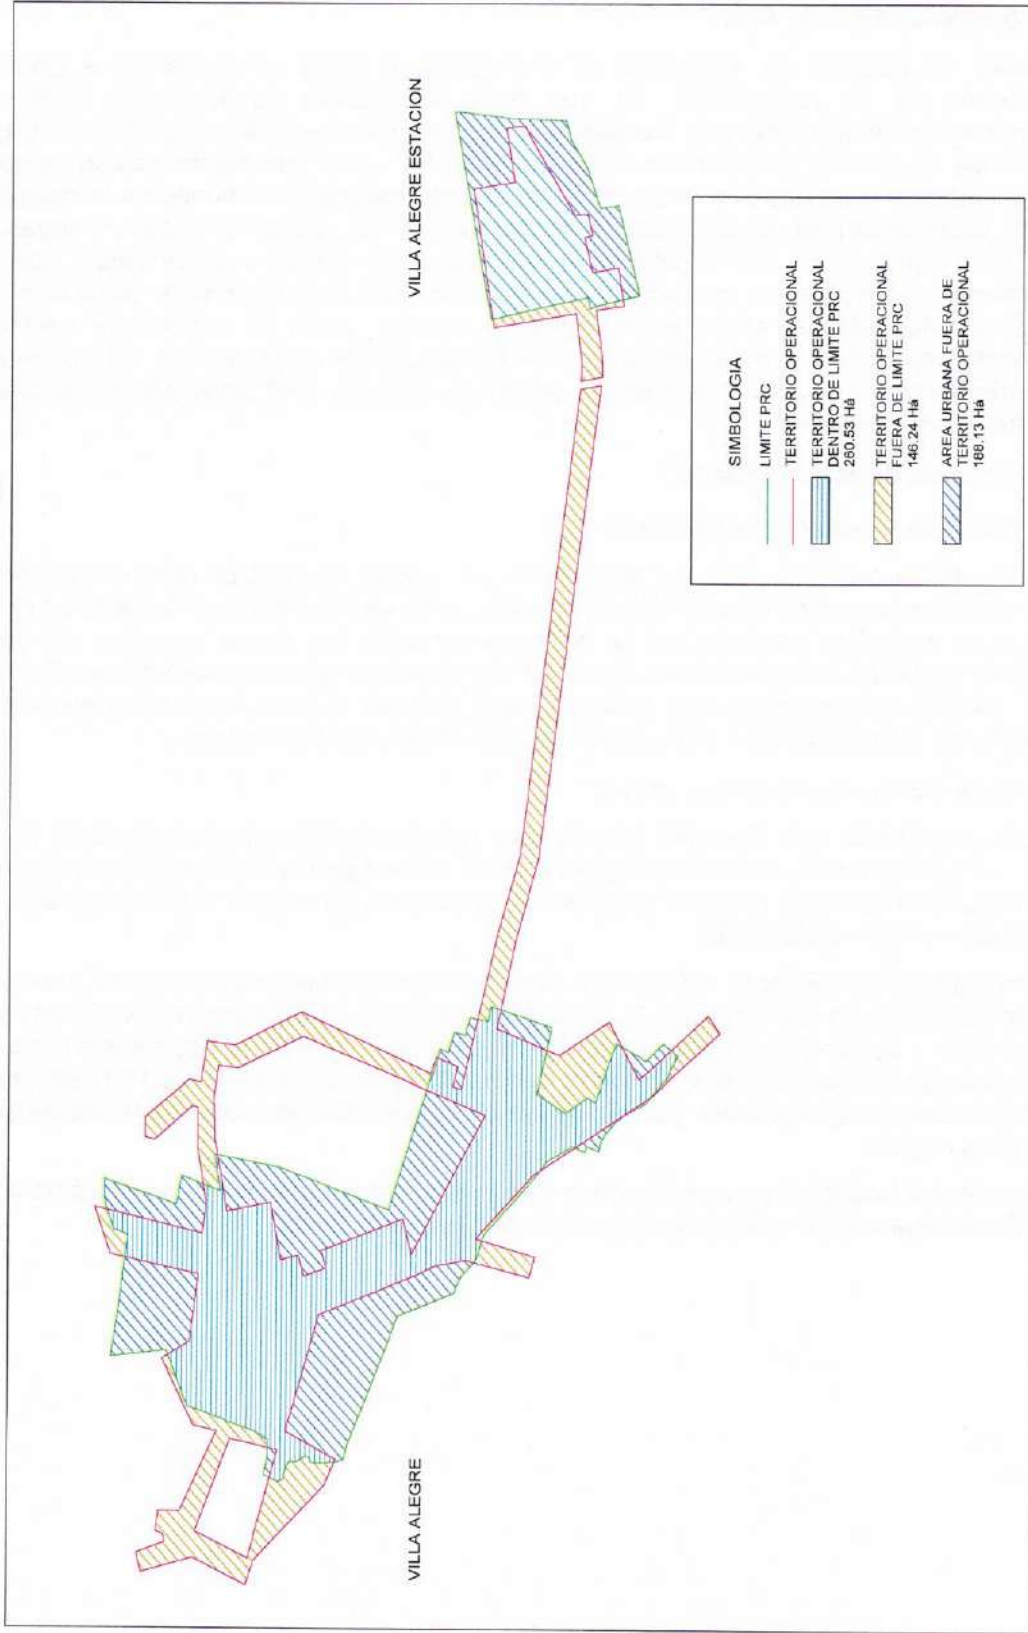 VILLA ALEGRE
VILLA ALEGRE ESTACION
SIMBOLOGIA
LIMITE PRC
TERRITORIO OPERACIONAL
TERRITORIO OPERACIONAL
DENTRO DE LIMITE PRC
260.53 Há
TERRITORIO OPERACIONAL
FUERA DE LIMITE PRC
146.24 Há
AREA URBANA FUERA DE
TERRITORIO OPERACIONAL
188.13 Há